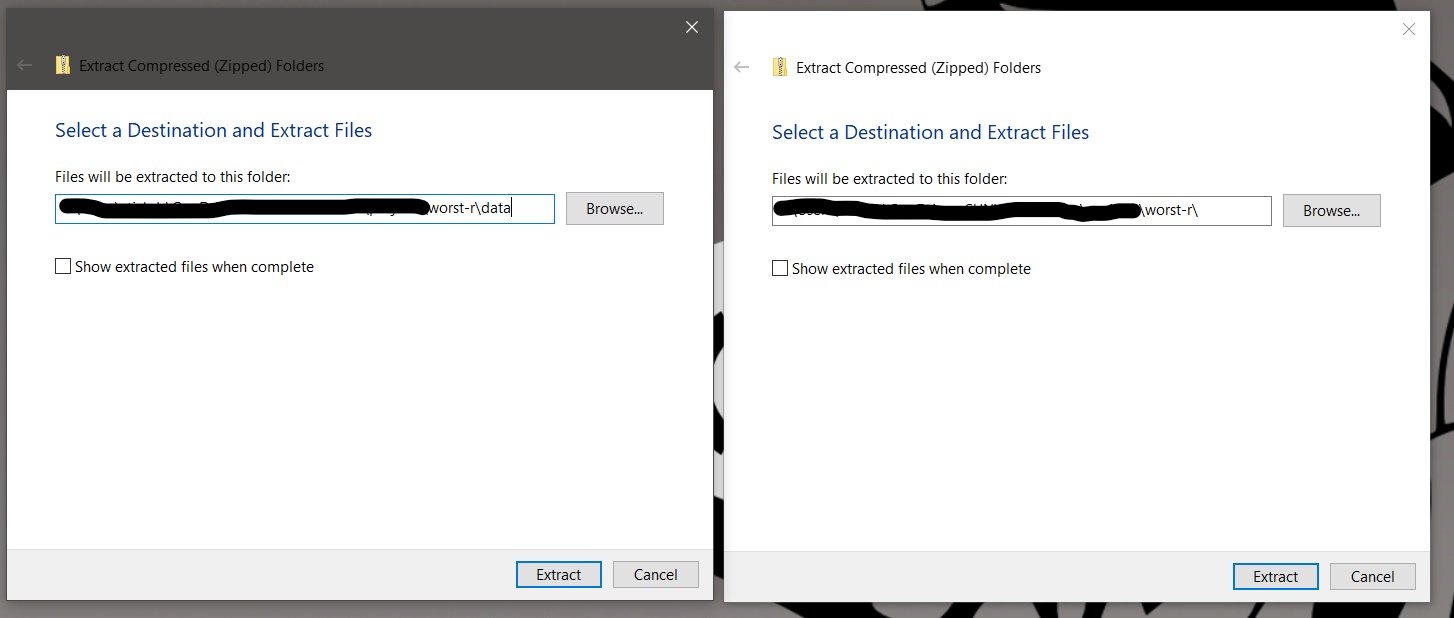 Extract Compressed (Zipped) Folders
Select a Destination and Extract Files
Files will be extracted to this folder:
worst-r\data
Browse...
Show extracted files when complete
Extract
Cancel
Extract Compressed (Zipped) Folders
Select a Destination and Extract Files
Files will be extracted to this folder:
\worst-r\
Browse...
Show extracted files when complete
Extract
Cancel